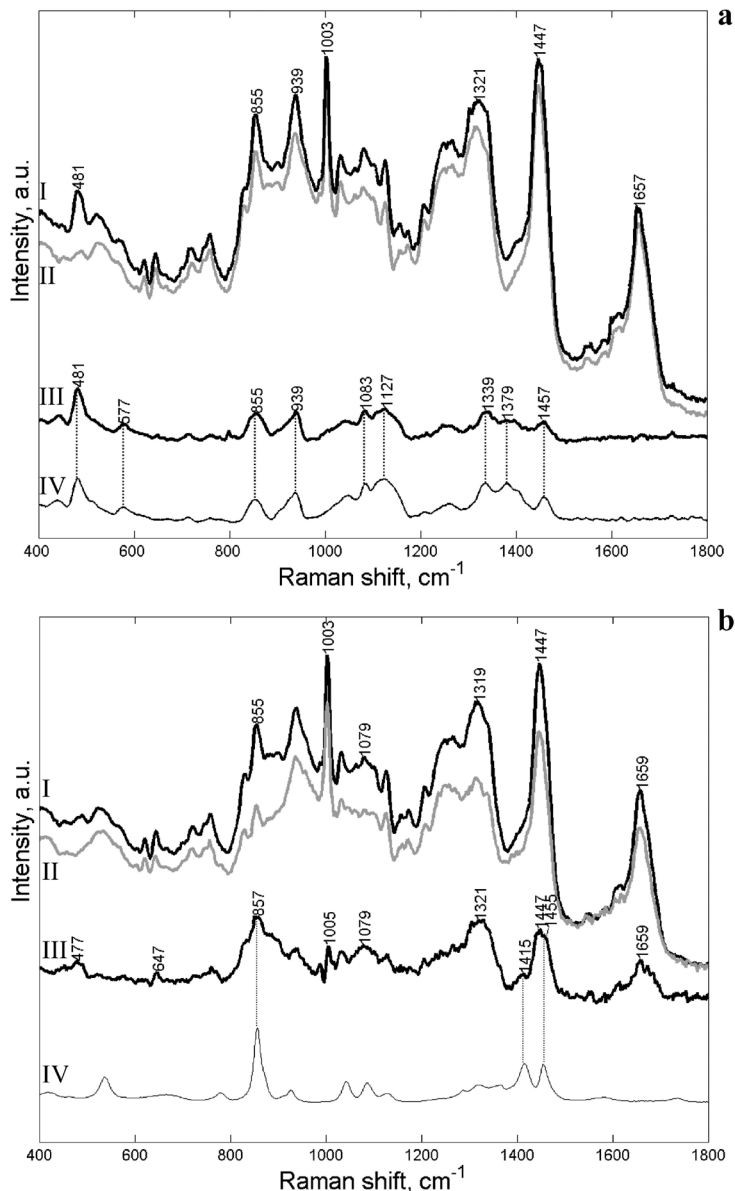 a
1003
1447
939
1321
855
481
1657
I
II
Intensity, a.u.
III
481
577
855
939
1083
1127
1339
1379
1457
IV
400 600 800 1000 1200 1400 1600 1800
Raman shift, cm-1
b
1003
1447
855
1319
1079
1659
I
II
Intensity, a.u.
III
477
647
857
1005
1079
1321
1415
1447
1455
1659
IV
400 600 800 1000 1200 1400 1600 1800
Raman shift, cm-1